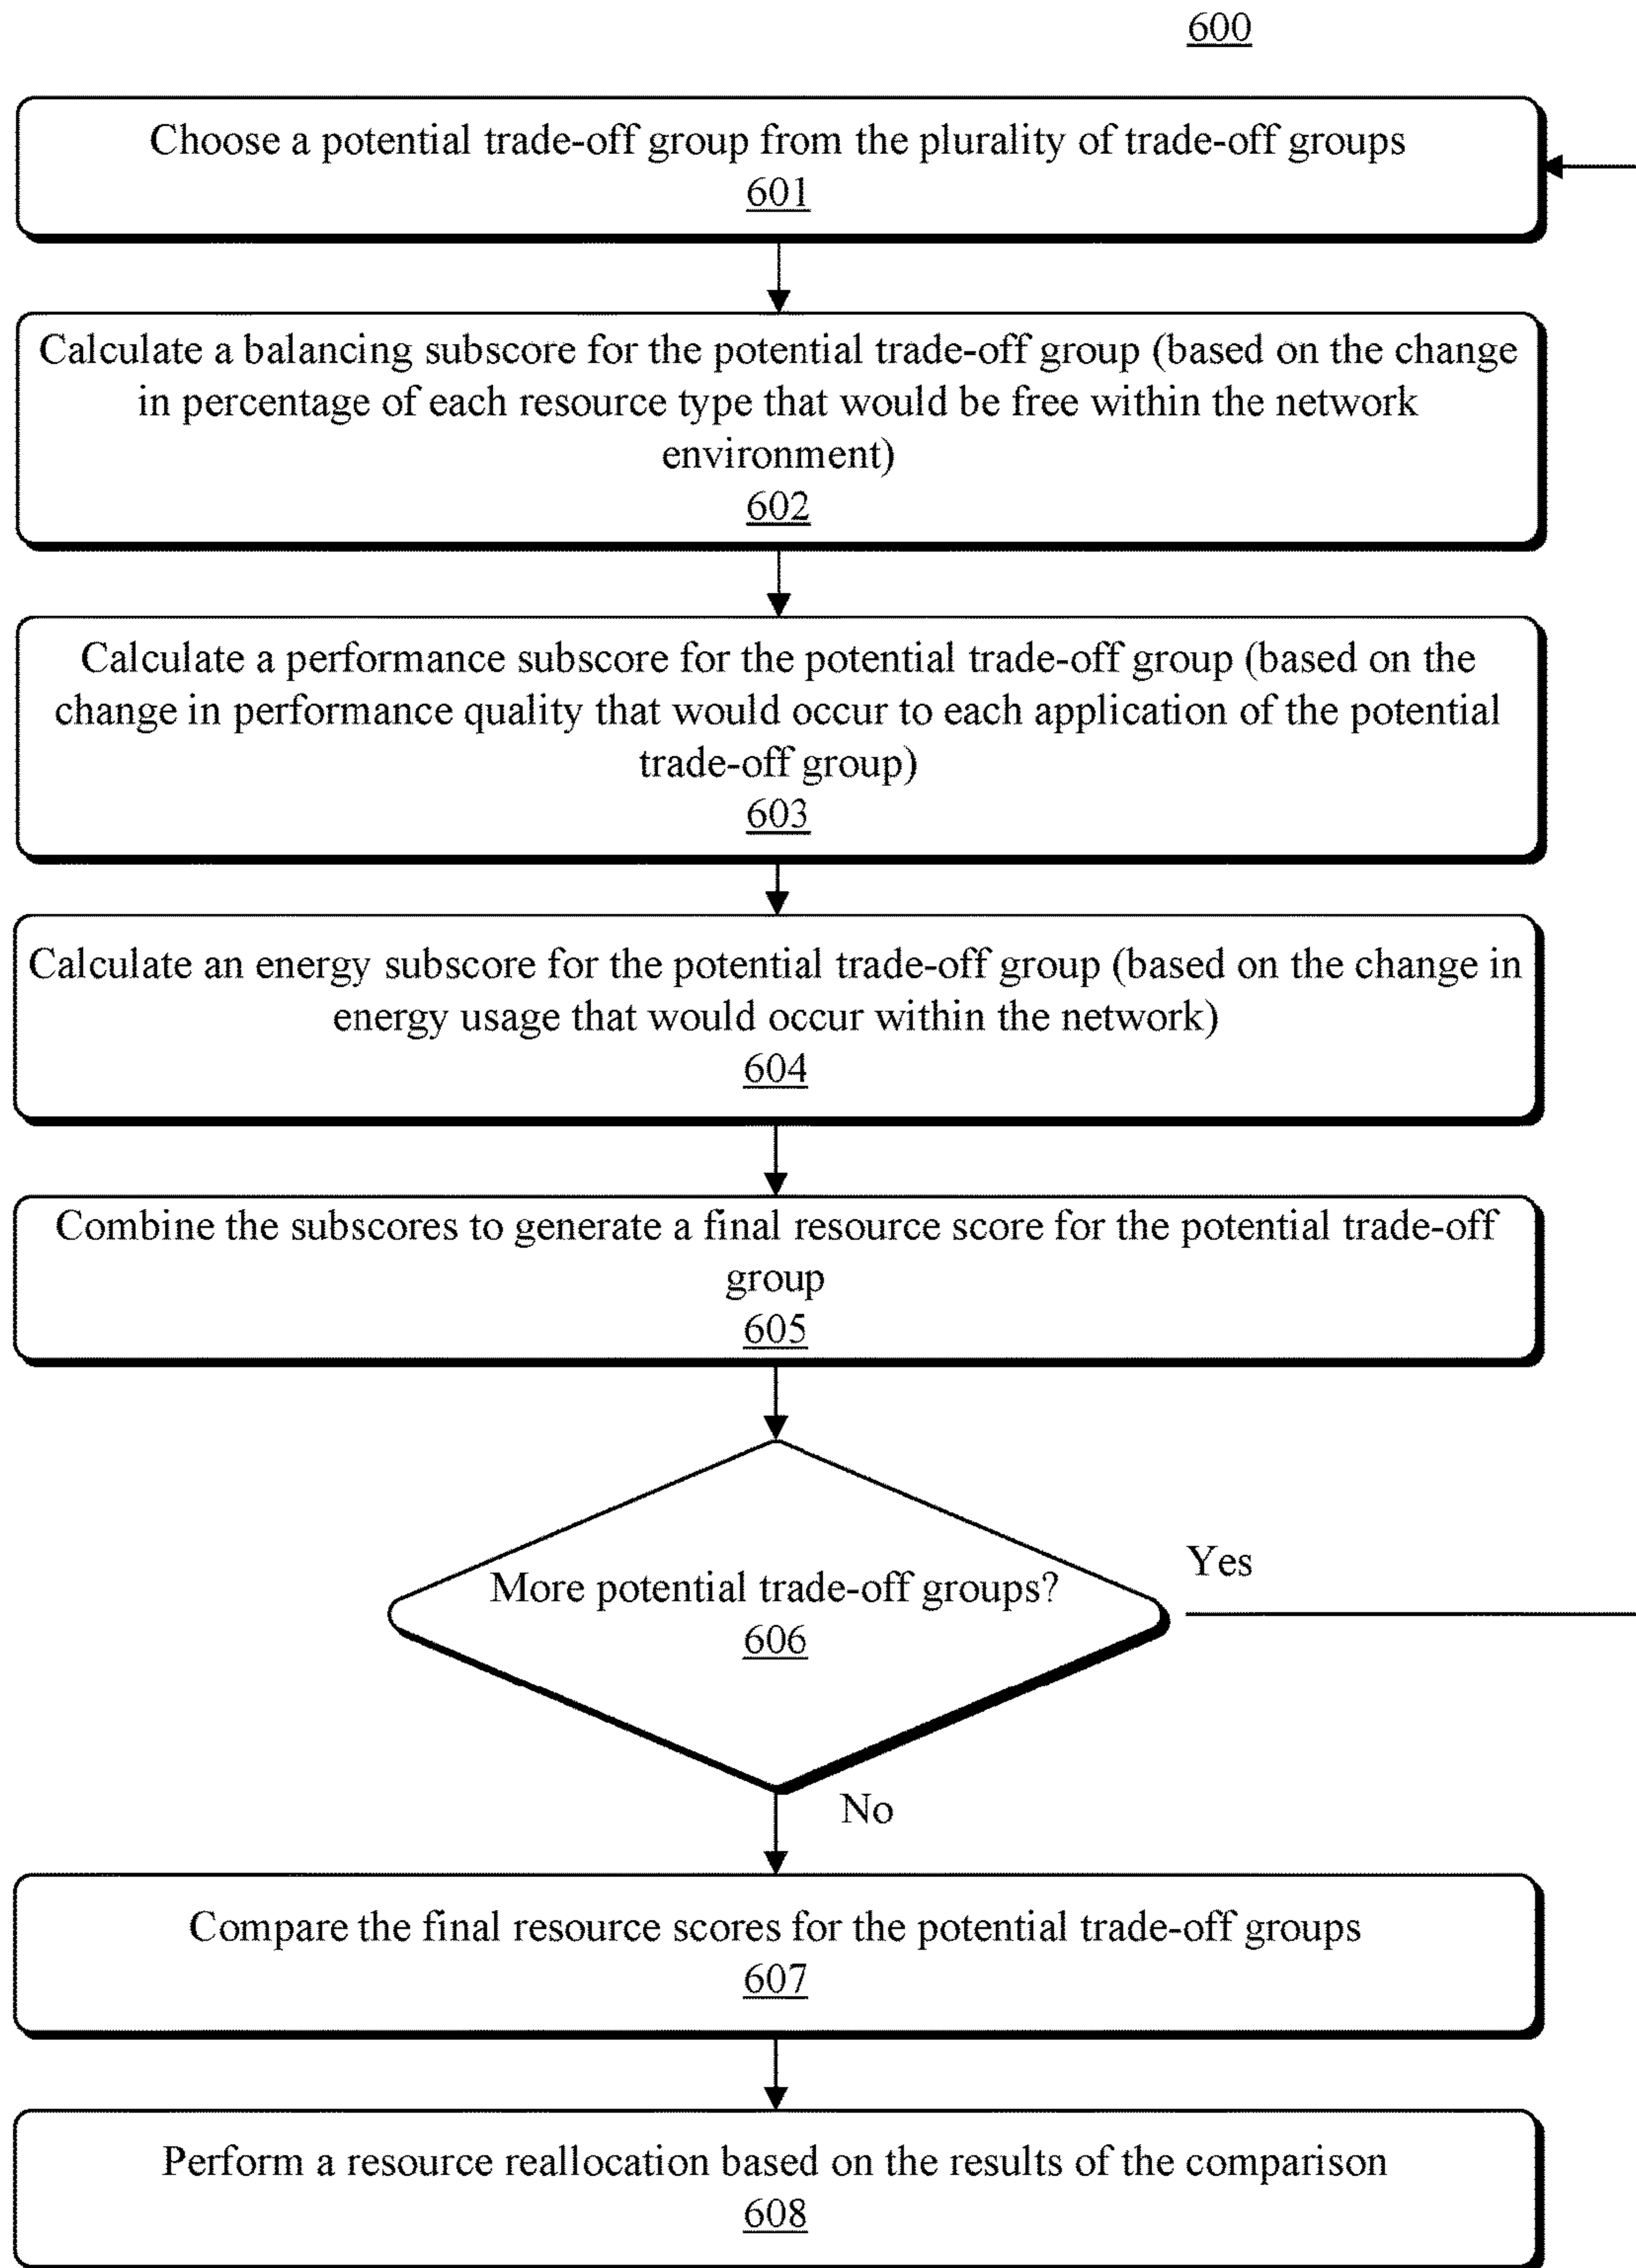 600
Choose a potential trade-off group from the plurality of trade-off groups
601
Calculate a balancing subscore for the potential trade-off group (based on the change
in percentage of each resource type that would be free within the network
environment)
602
Calculate a performance subscore for the potential trade-off group (based on the
change in performance quality that would occur to each application of the potential
trade-off group)
603
Calculate an energy subscore for the potential trade-off group (based on the change in
energy usage that would occur within the network)
604
Combine the subscores to generate a final resource score for the potential trade-off
group
605
More potential trade-off groups?
606
Yes
No
Compare the final resource scores for the potential trade-off groups
607
Perform a resource reallocation based on the results of the comparison
608